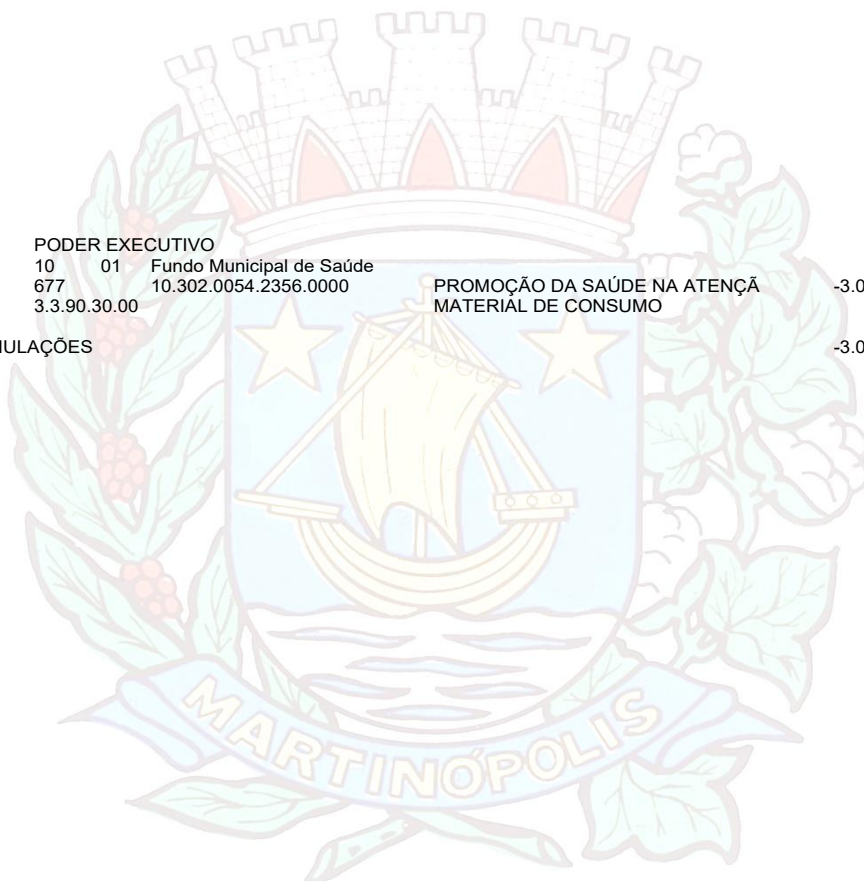 PODER EXECUTIVO
10 01 Fundo Municipal de Saúde
677 10.302.0054.2356.0000 PROMOÇÃO DA SAÚDE NA ATENÇÃ -3.0
3.3.90.30.00 MATERIAL DE CONSUMO
ULAÇÕES -3.0
MARTINÓPOLIS